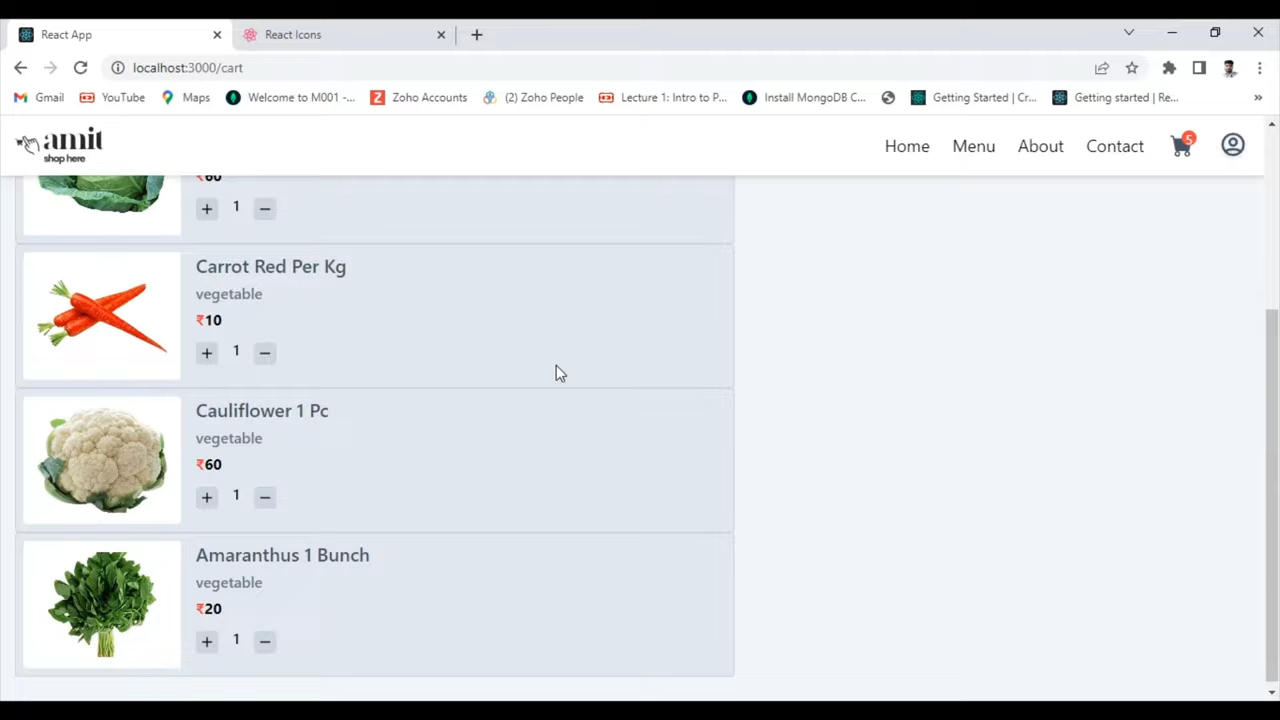 React App
React Icons
localhost:3000/cart
Gmail
YouTube
Maps
Welcome to M001 -...
Zoho Accounts
(2) Zoho People
Lecture 1: Intro to P...
Install MongoDB C...
Getting Started | Cr...
Getting started | Re...
»
amit
shop here
Home
Menu
About
Contact
5
₹60
+ 1 −
Carrot Red Per Kg
vegetable
₹10
+ 1 −
Cauliflower 1 Pc
vegetable
₹60
+ 1 −
Amaranthus 1 Bunch
vegetable
₹20
+ 1 −